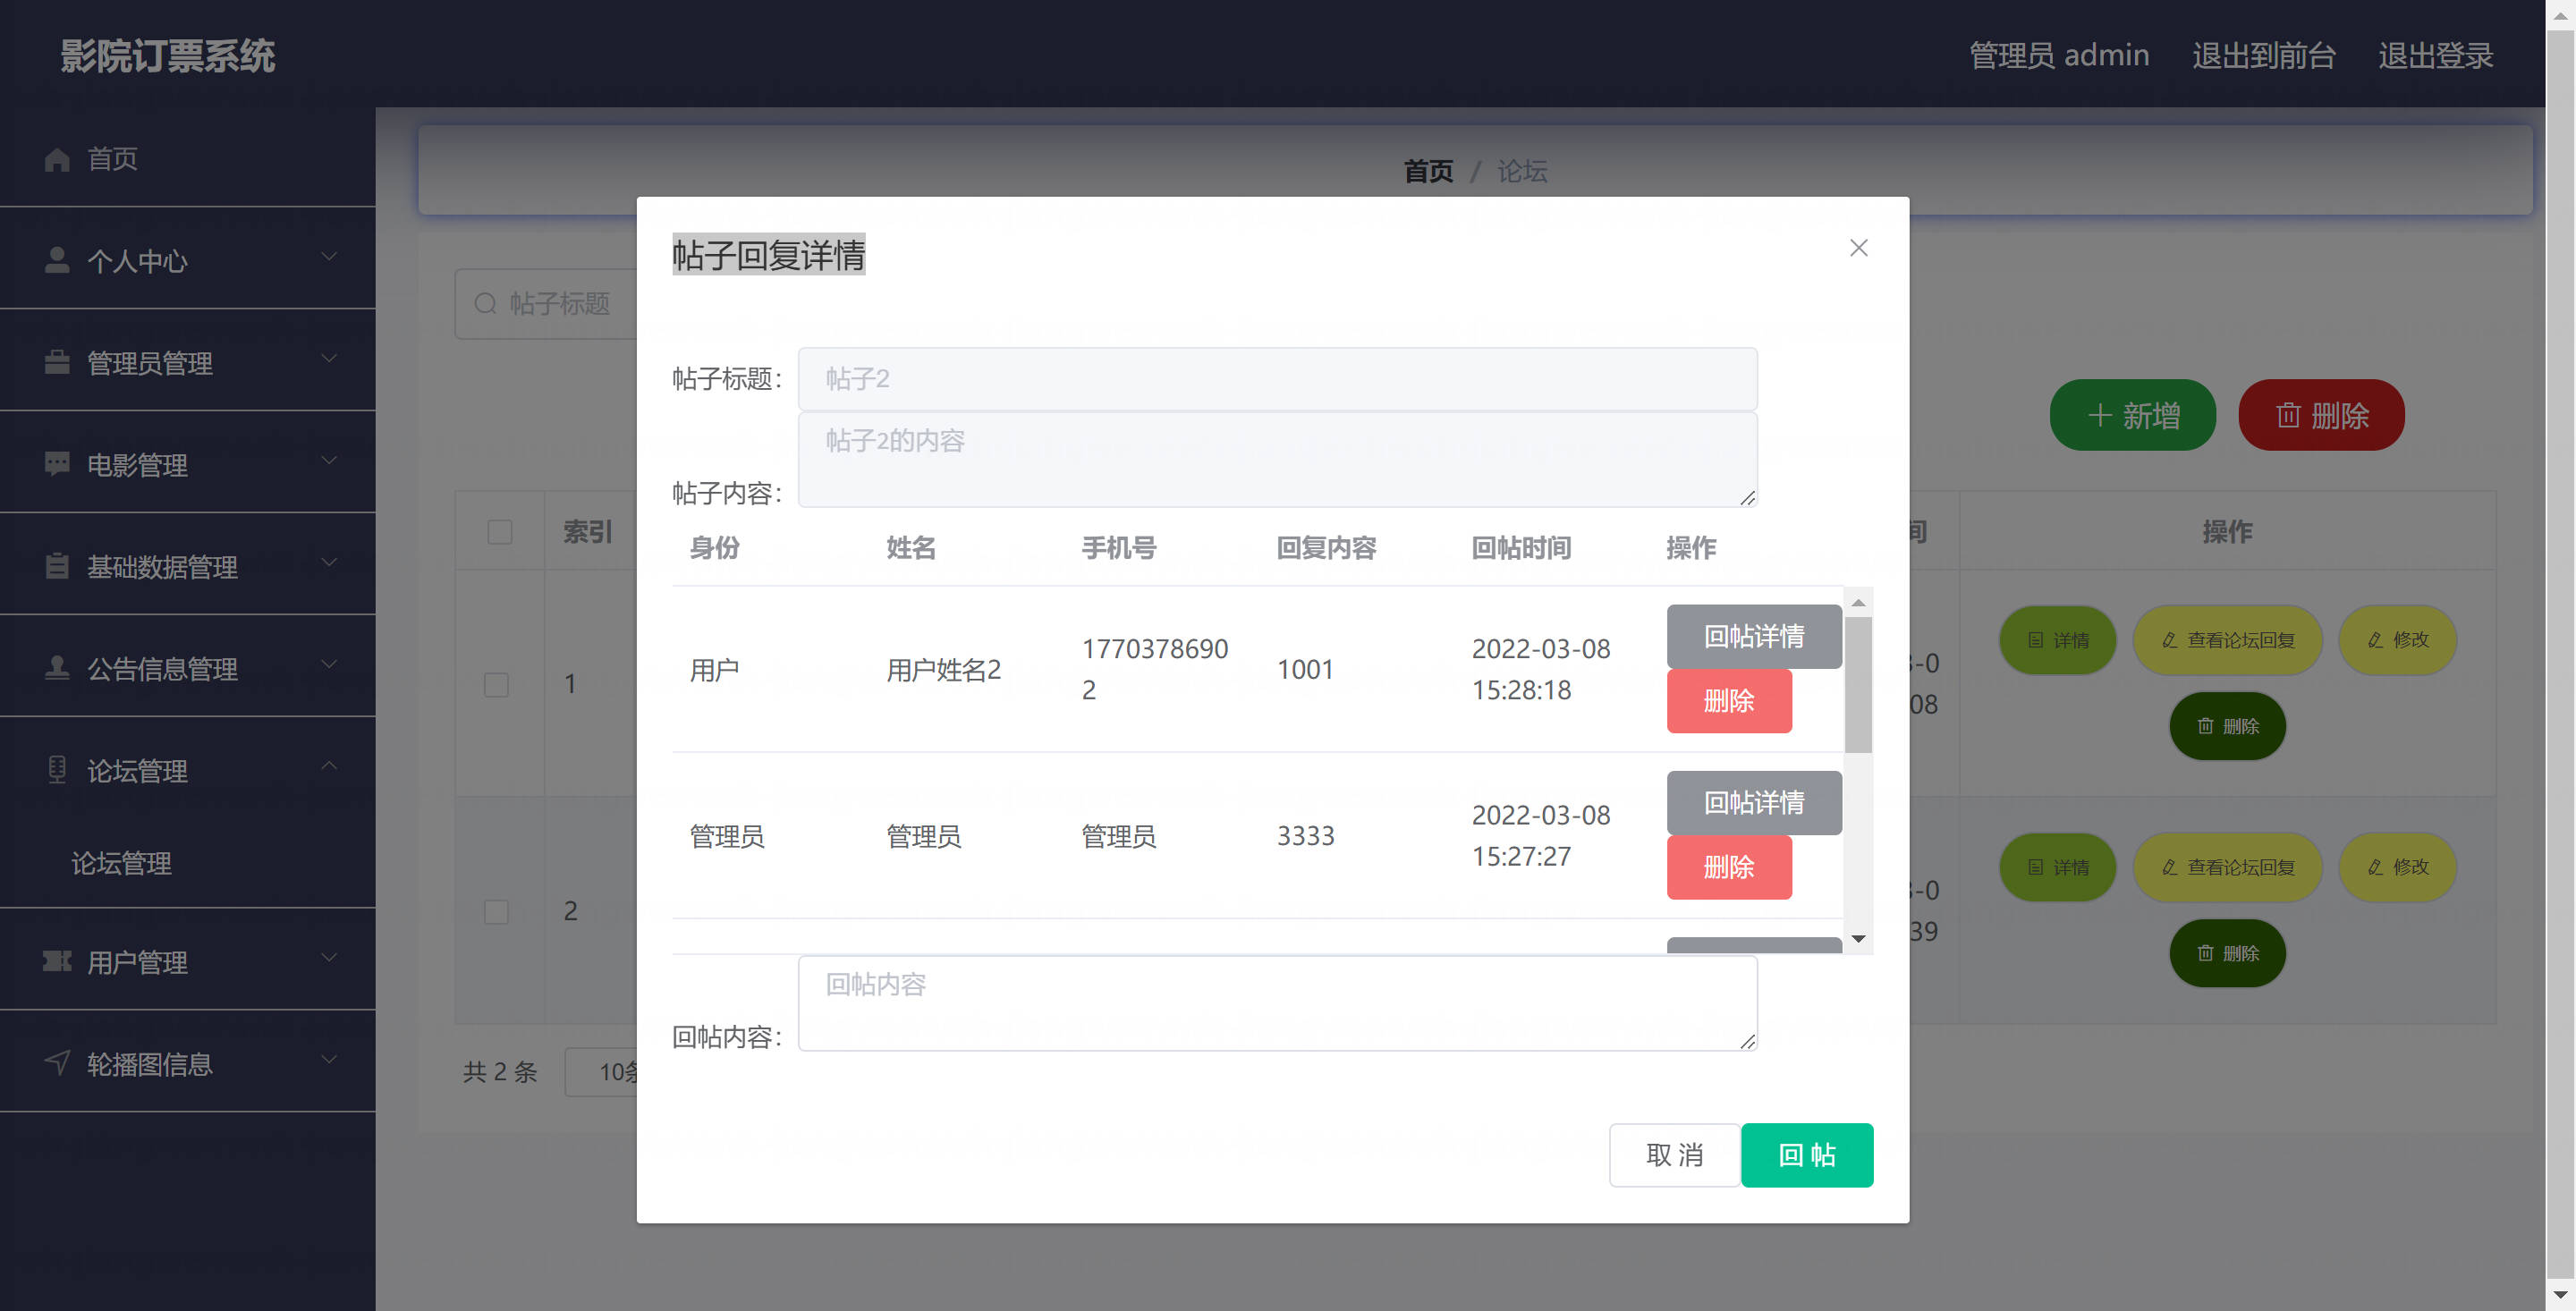 影院订票系统
管理员 admin 退出到前台 退出登录
首页
个人中心
管理员管理
电影管理
基础数据管理
公告信息管理
论坛管理
论坛管理
用户管理
轮播图信息
首页 / 论坛
帖子标题
新增 删除
索引 间 操作
1 -0
08
详情 查看论坛回复 修改
删除
2 -0
39
详情 查看论坛回复 修改
删除
共 2 条 10条
帖子回复详情
帖子标题： 帖子2
帖子内容： 帖子2的内容
身份 姓名 手机号 回复内容 回帖时间 操作
用户 用户姓名2 1770378690
2 1001 2022-03-08
15:28:18 回帖详情
删除
管理员 管理员 管理员 3333 2022-03-08
15:27:27 回帖详情
删除
回帖内容： 回帖内容
取 消 回 帖